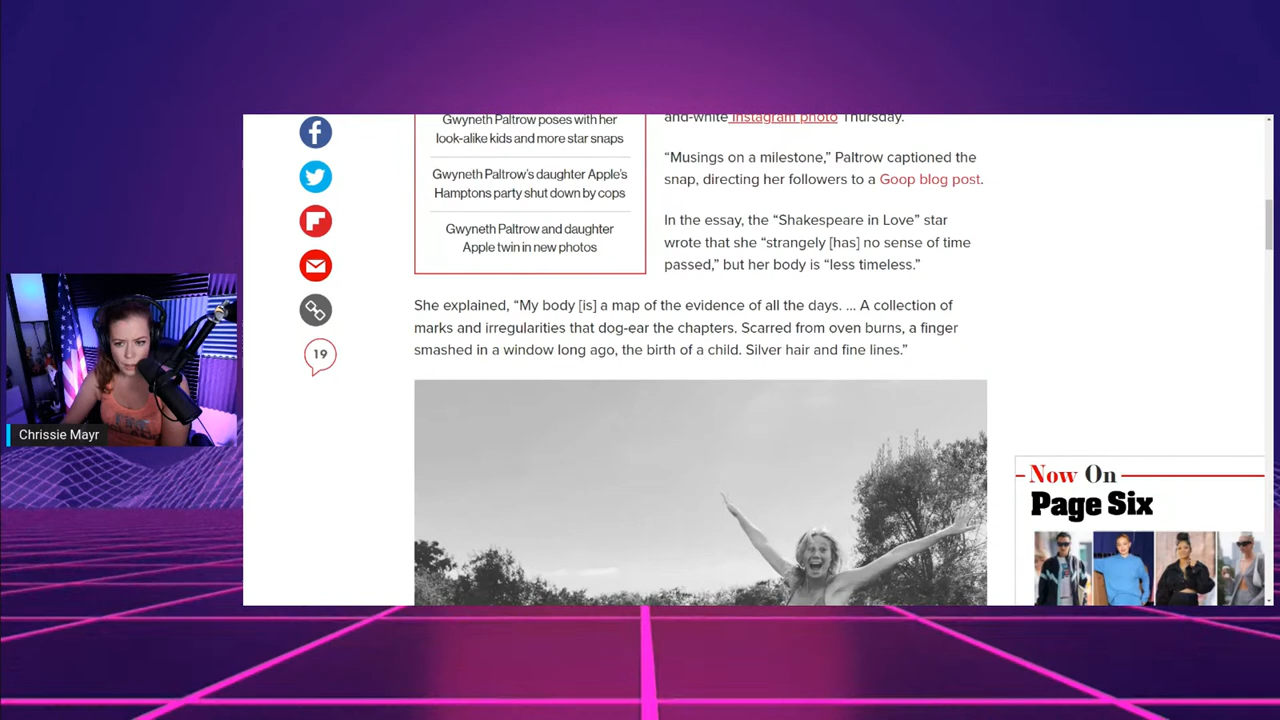 Gwyneth Paltrow poses with her
look-alike kids and more star snaps
Gwyneth Paltrow's daughter Apple's
Hamptons party shut down by cops
Gwyneth Paltrow and daughter
Apple twin in new photos
and-white Instagram photo Thursday.
“Musings on a milestone,” Paltrow captioned the
snap, directing her followers to a Goop blog post.
In the essay, the “Shakespeare in Love” star
wrote that she “strangely [has] no sense of time
passed,” but her body is “less timeless.”
She explained, “My body [is] a map of the evidence of all the days. ... A collection of
marks and irregularities that dog-ear the chapters. Scarred from oven burns, a finger
smashed in a window long ago, the birth of a child. Silver hair and fine lines.”
19
Chrissie Mayr
Now On
Page Six